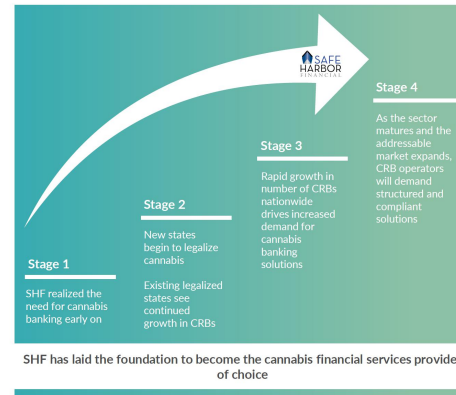 SAFE
HARBOR
FINANCIAL
Stage 1
SHF realized the
need for cannabis
banking early on
Stage 2
New states
begin to legalize
cannabis
Existing legalized
states see
continued
growth in CRBs
Stage 3
Rapid growth in
number of CRBs
nationwide
drives increased
demand for
cannabis
banking
solutions
Stage 4
As the sector
matures and the
addressable
market expands,
CRB operators
will demand
structured and
compliant
solutions
SHF has laid the foundation to become the cannabis financial services provide
of choice